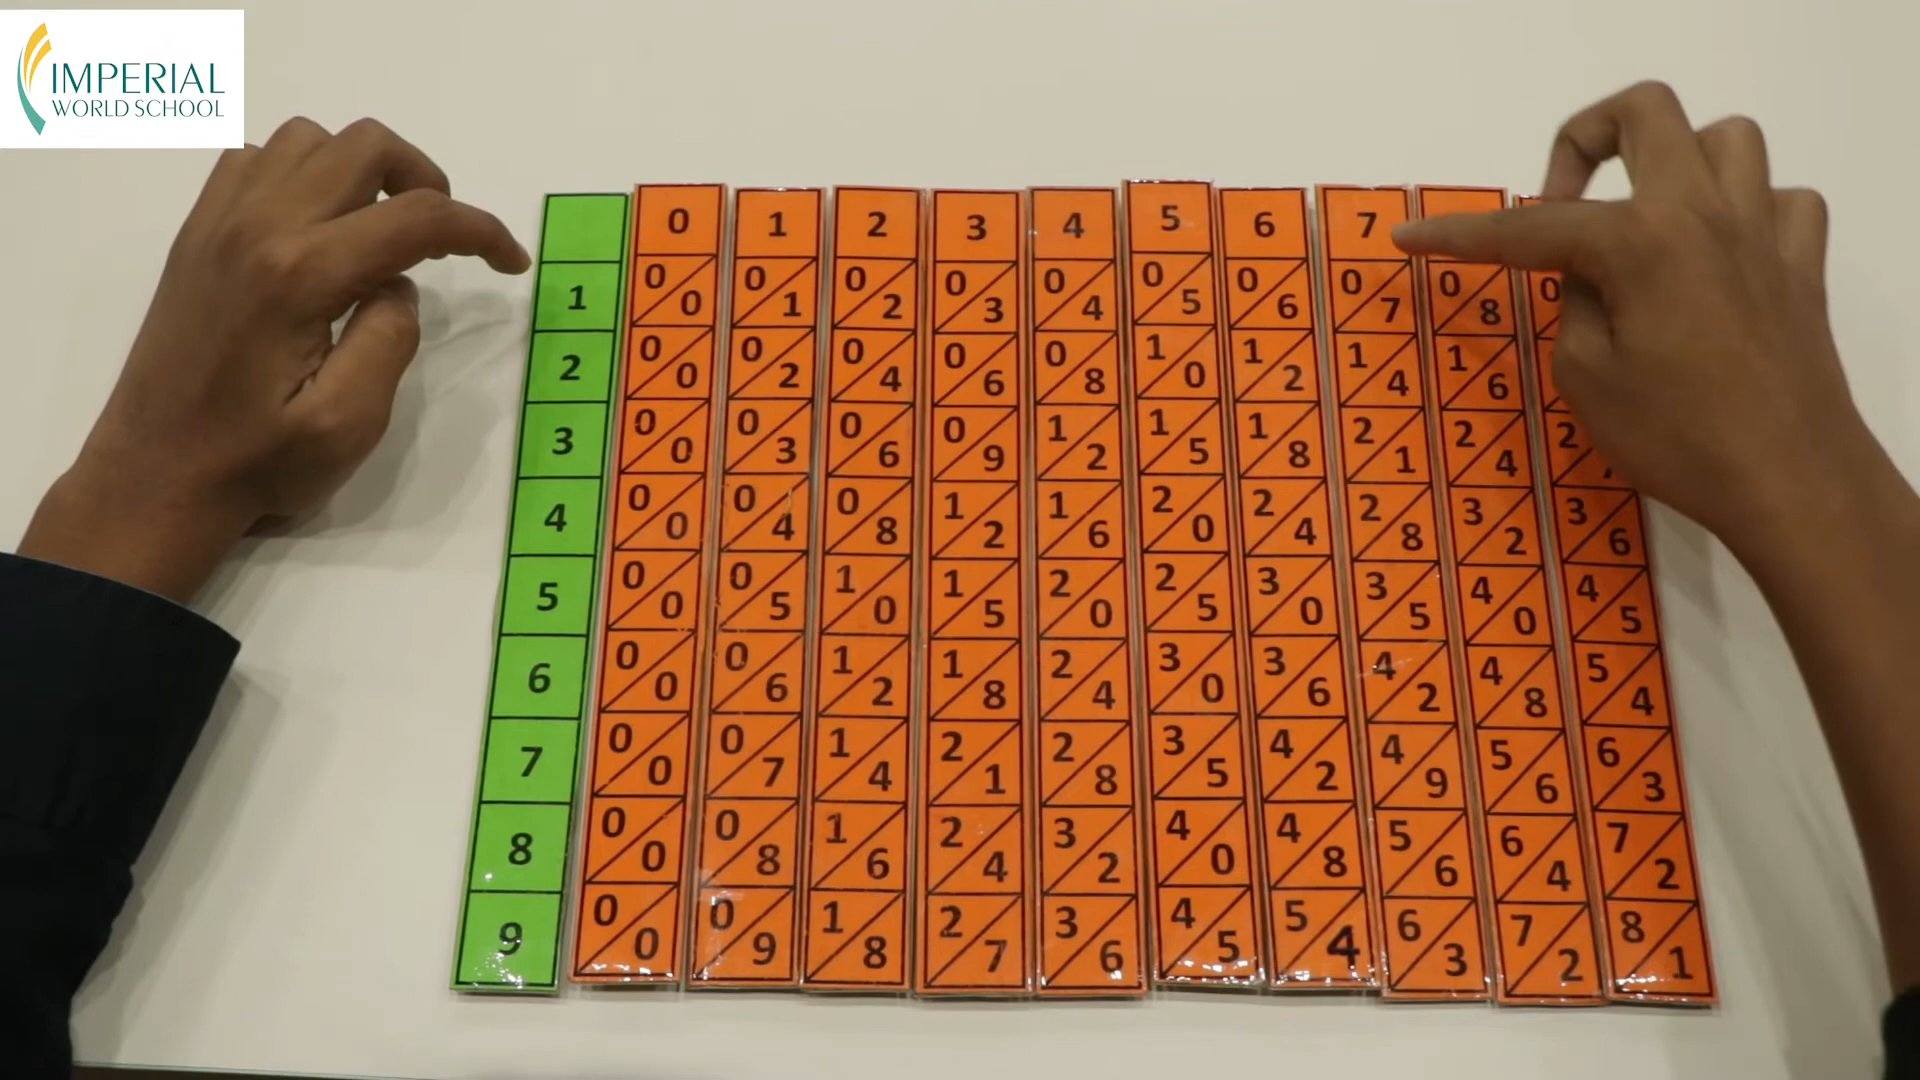 IMPERIAL
WORLD SCHOOL
0 1 2 3 4 5 6 7
1 0 0 0 1 0 2 0 3 0 4 0 5 0 6 0 7 0 8 0
2 0 0 0 2 0 4 0 6 0 8 1 0 1 2 1 4 1 6
3 0 0 0 3 0 6 0 9 1 2 1 5 1 8 2 1 2 4 2
4 0 0 0 4 0 8 1 2 1 6 2 0 2 4 2 8 3 2 3 6
5 0 0 0 5 1 0 1 5 2 0 2 5 3 0 3 5 4 0 4 5
6 0 0 0 6 1 2 1 8 2 4 3 0 3 6 4 2 4 8 5 4
7 0 0 0 7 1 4 2 1 2 8 3 5 4 2 4 9 5 6 6 3
8 0 0 0 8 1 6 2 4 3 2 4 0 4 8 5 6 6 4 7 2
9 0 0 0 9 1 8 2 7 3 6 4 5 5 4 6 3 7 2 8 1